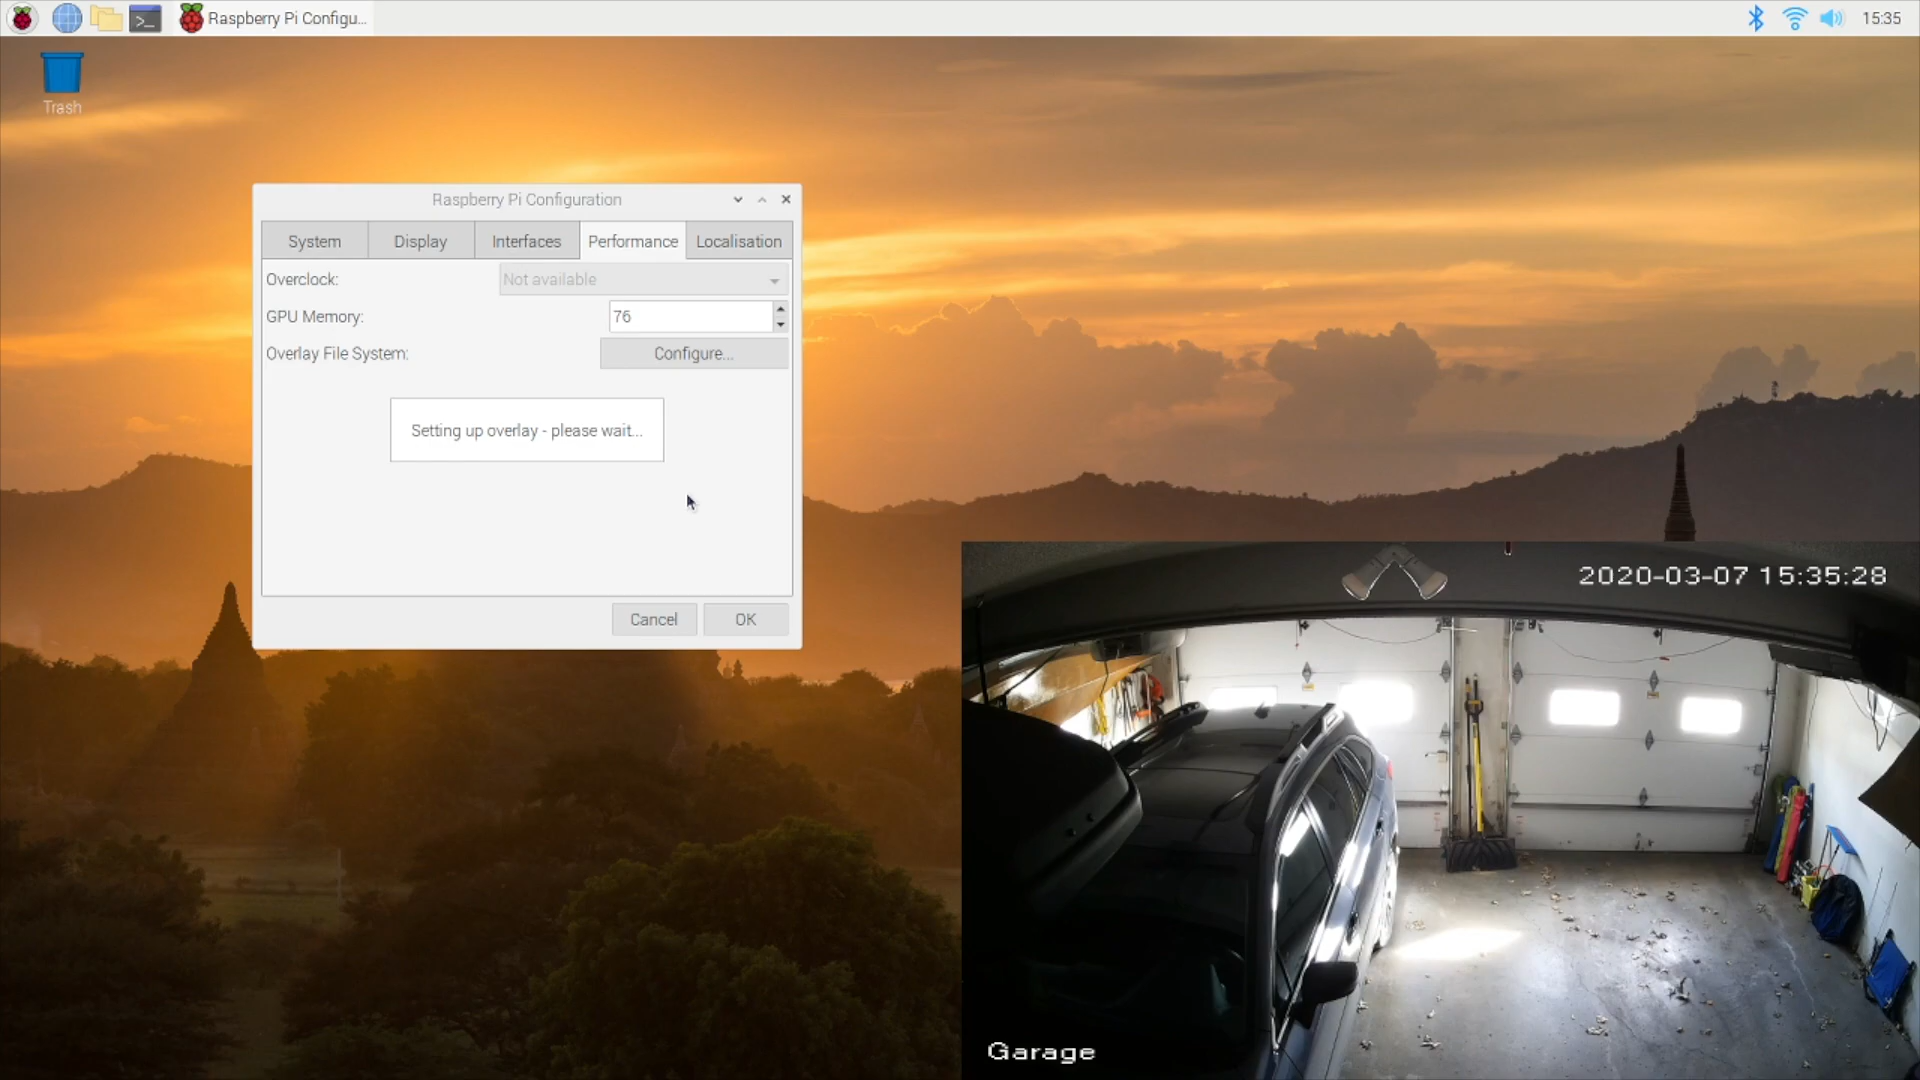 Raspberry Pi Configu...
15:35
Trash
Raspberry Pi Configuration
System Display Interfaces Performance Localisation
Overclock: Not available
GPU Memory: 76
Overlay File System: Configure...
Setting up overlay - please wait...
Cancel OK
2020-03-07 15:35:28
Garage